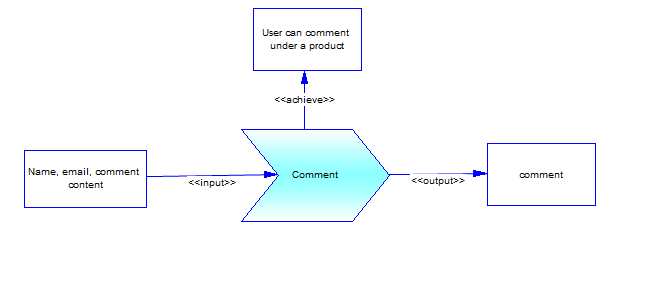 User can comment
under a product
<<achieve>>
Name, email, comment
content
<<input>>
Comment
<<output>>
comment